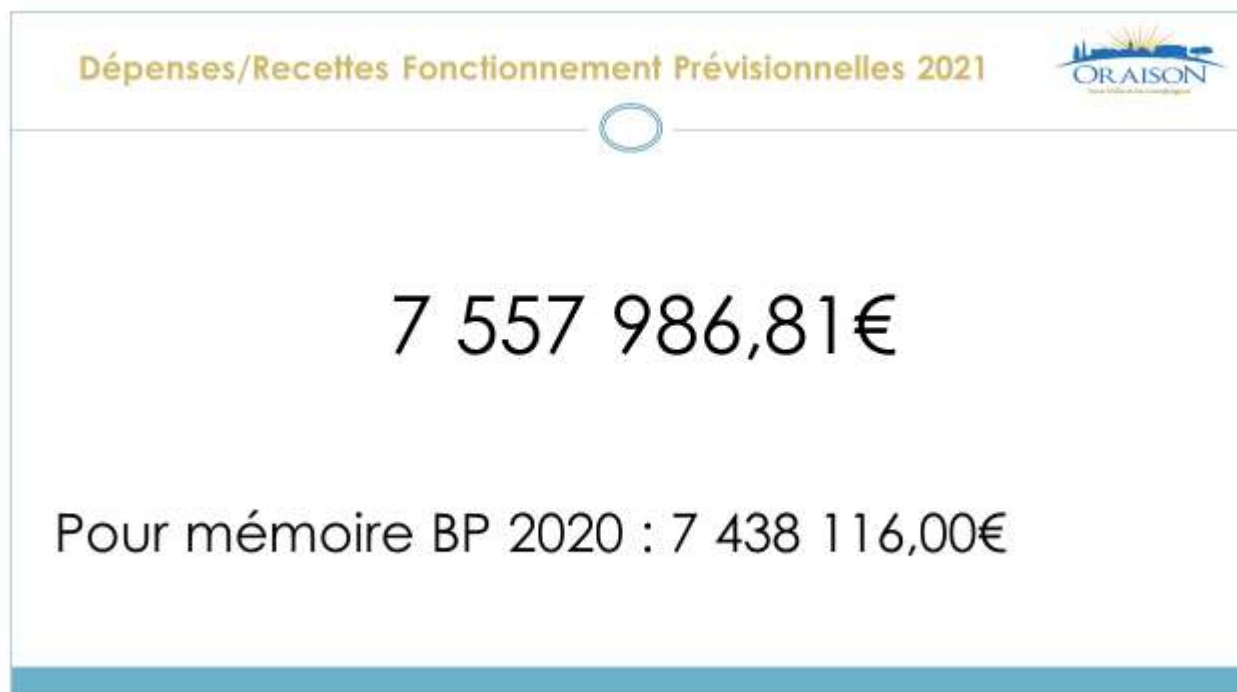 Dépenses/Recettes Fonctionnement Prévisionnelles 2021
ORAISON
7 557 986,81€
Pour mémoire BP 2020 : 7 438 116,00€